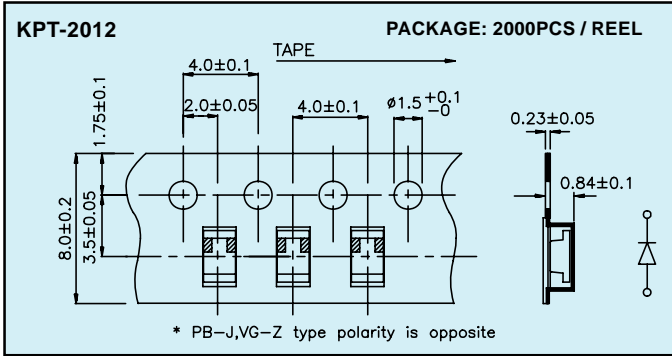 KPT-2012
PACKAGE: 2000PCS / REEL
TAPE
4.0±0.1
2.0±0.05
4.0±0.1
ø1.5 +0.1 -0
1.75±0.1
8.0±0.2
3.5±0.05
0.23±0.05
0.84±0.1
* PB-J,VG-Z type polarity is opposite